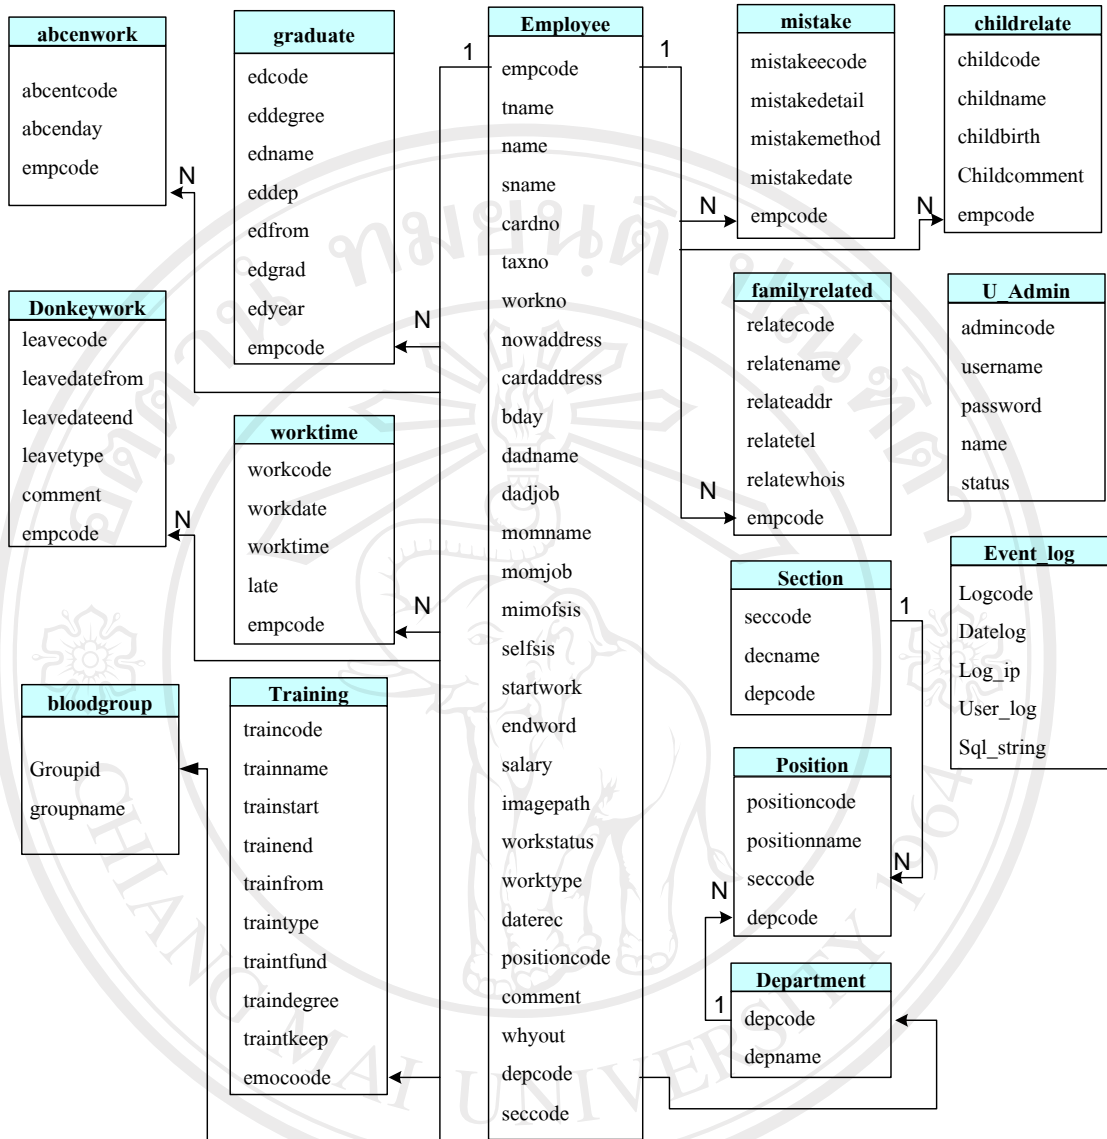 abcenwork
abcentcode
abcenday
empcode
N
graduate
edcode
eddegree
edname
eddep
edfrom
edgrad
edyear
empcode
N
1
Employee
empcode
tname
name
sname
cardno
taxno
workno
nowaddress
cardaddress
bday
dadname
dadjob
momname
momjob
mimofsis
selfsis
startwork
endword
salary
imagepath
workstatus
worktype
daterec
positioncode
comment
whyout
depcode
seccode
1
mistake
mistakeecode
mistakedetail
mistakemethod
mistakedate
empcode
N
childrelate
childcode
childname
childbirth
Childcomment
empcode
N
Donkeywork
leavecode
leavedatefrom
leavedateend
leavetype
comment
empcode
N
worktime
workcode
workdate
worktime
late
empcode
N
familyrelated
relatecode
relatename
relateaddr
relatetel
relatewhois
empcode
N
U_Admin
admincode
username
password
name
status
bloodgroup
Groupid
groupname
Training
traincode
trainname
trainstart
trainend
trainfrom
traintype
traintfund
traindegree
traintkeep
emocoode
Section
seccode
decname
depcode
1
Event_log
Logcode
Datelog
Log_ip
User_log
Sql_string
Position
positioncode
positionname
seccode
depcode
N
N
Department
depcode
depname
1
CHIANG MAI UNIVERSITY 1964